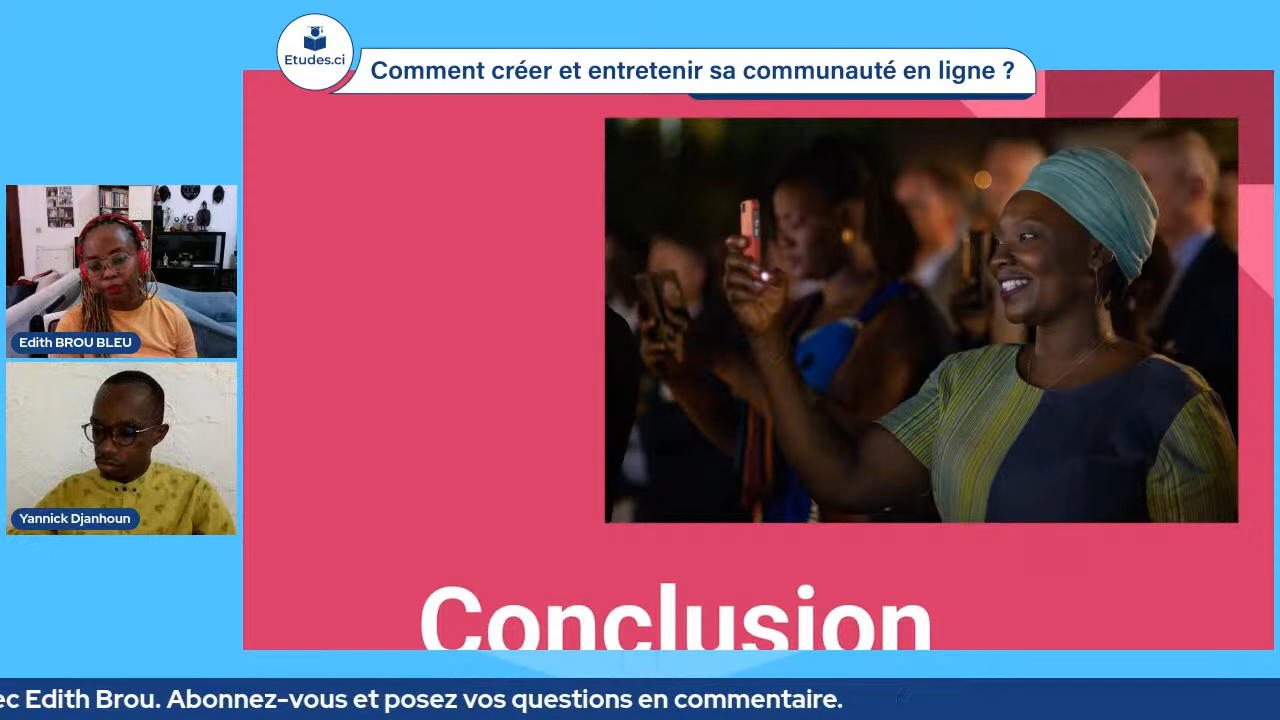 Etudes.ci
Comment créer et entretenir sa communauté en ligne ?
Edith BROU BLEU
Yannick Djanhoun
Conclusion
ec Edith Brou. Abonnez-vous et posez vos questions en commentaire.